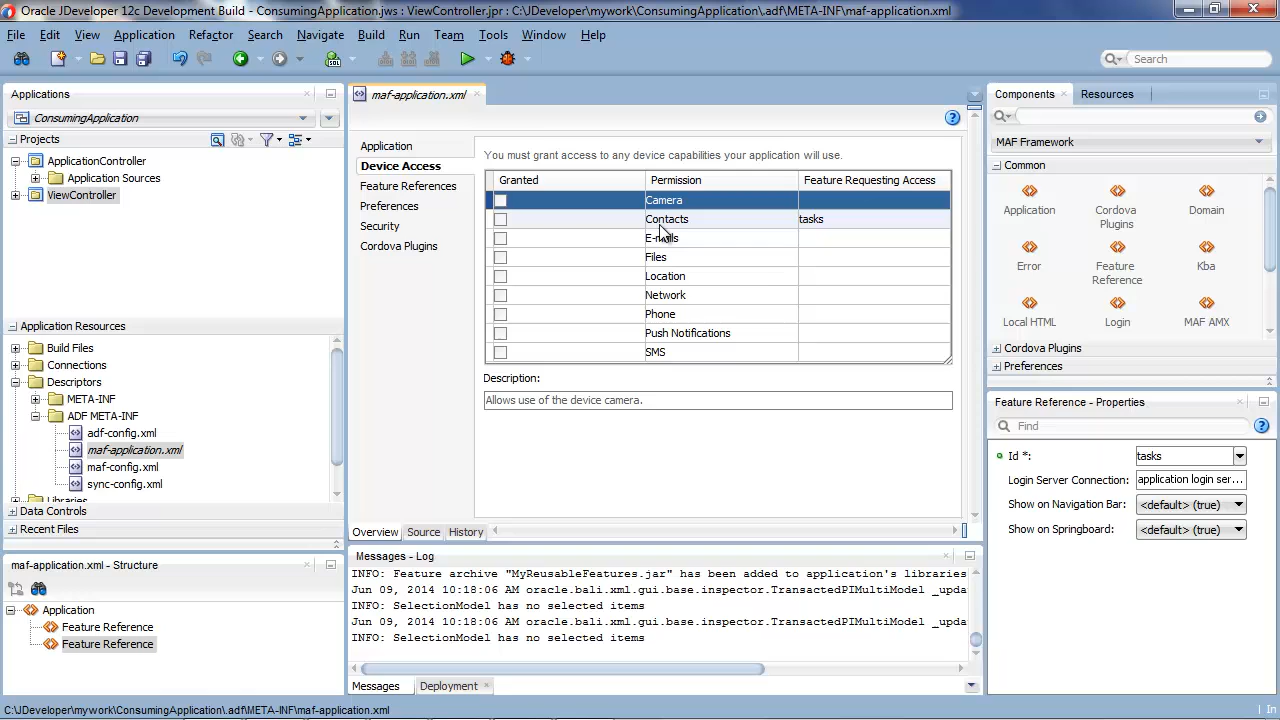 Oracle JDeveloper 12c Development Build - ConsumingApplication.jws : ViewController.jpr : C:\JDeveloper\mywork\ConsumingApplication\.adf\META-INF\maf-application.xml
File Edit View Application Refactor Search Navigate Build Run Team Tools Window Help
Search
Applications
ConsumingApplication
Projects
ApplicationController
Application Sources
ViewController
Application Resources
Build Files
Connections
Descriptors
META-INF
ADF META-INF
adf-config.xml
maf-application.xml
maf-config.xml
sync-config.xml
Libraries
Data Controls
Recent Files
maf-application.xml - Structure
Application
Feature Reference
Feature Reference
maf-application.xml
Application
Device Access
Feature References
Preferences
Security
Cordova Plugins
You must grant access to any device capabilities your application will use.
Granted Permission Feature Requesting Access
Camera
Contacts tasks
E-mails
Files
Location
Network
Phone
Push Notifications
SMS
Description:
Allows use of the device camera.
Overview Source History
Messages - Log
INFO: Feature archive "MyReusableFeatures.jar" has been added to application's libraries
Jun 09, 2014 10:18:06 AM oracle.bali.xml.gui.base.inspector.TransactedPIMultiModel _upda
INFO: SelectionModel has no selected items
Jun 09, 2014 10:18:06 AM oracle.bali.xml.gui.base.inspector.TransactedPIMultiModel _upda
INFO: SelectionModel has no selected items
Messages Deployment
Components Resources
MAF Framework
Common
Application Cordova Plugins Domain
Error Feature Reference Kba
Local HTML Login MAF AMX
Cordova Plugins
Preferences
Feature Reference - Properties
Find
Id *: tasks
Login Server Connection: application login ser...
Show on Navigation Bar: <default> (true)
Show on Springboard: <default> (true)
C:\JDeveloper\mywork\ConsumingApplication\.adf\META-INF\maf-application.xml
In